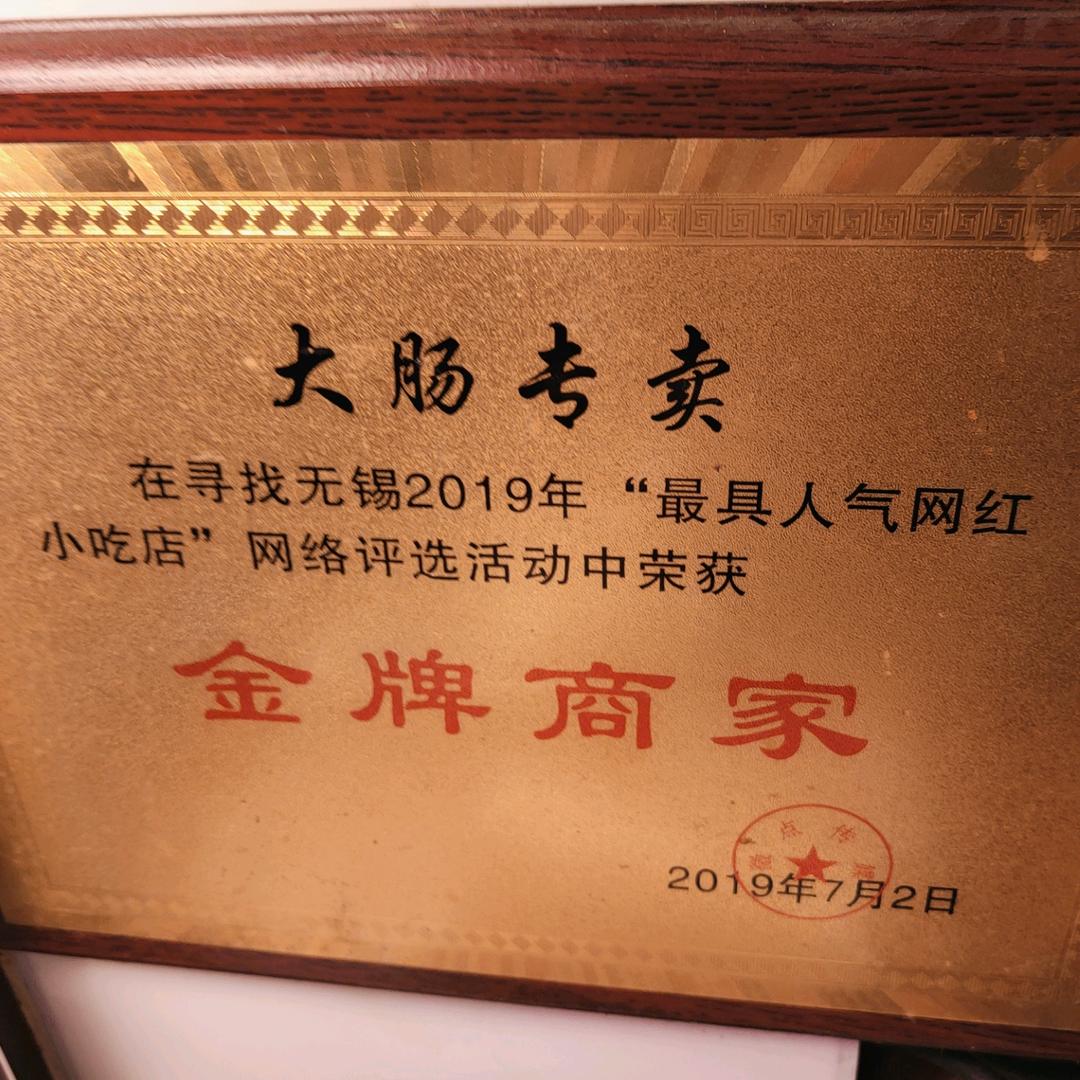 大肠专卖
在寻找无锡2019年“最具人气网红
小吃店”网络评选活动中荣获
金牌商家
2019年7月2日